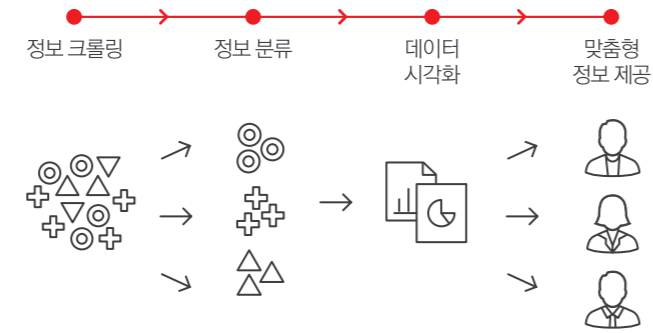 정보 크롤링
정보 분류
데이터
시각화
맞춤형
정보 제공